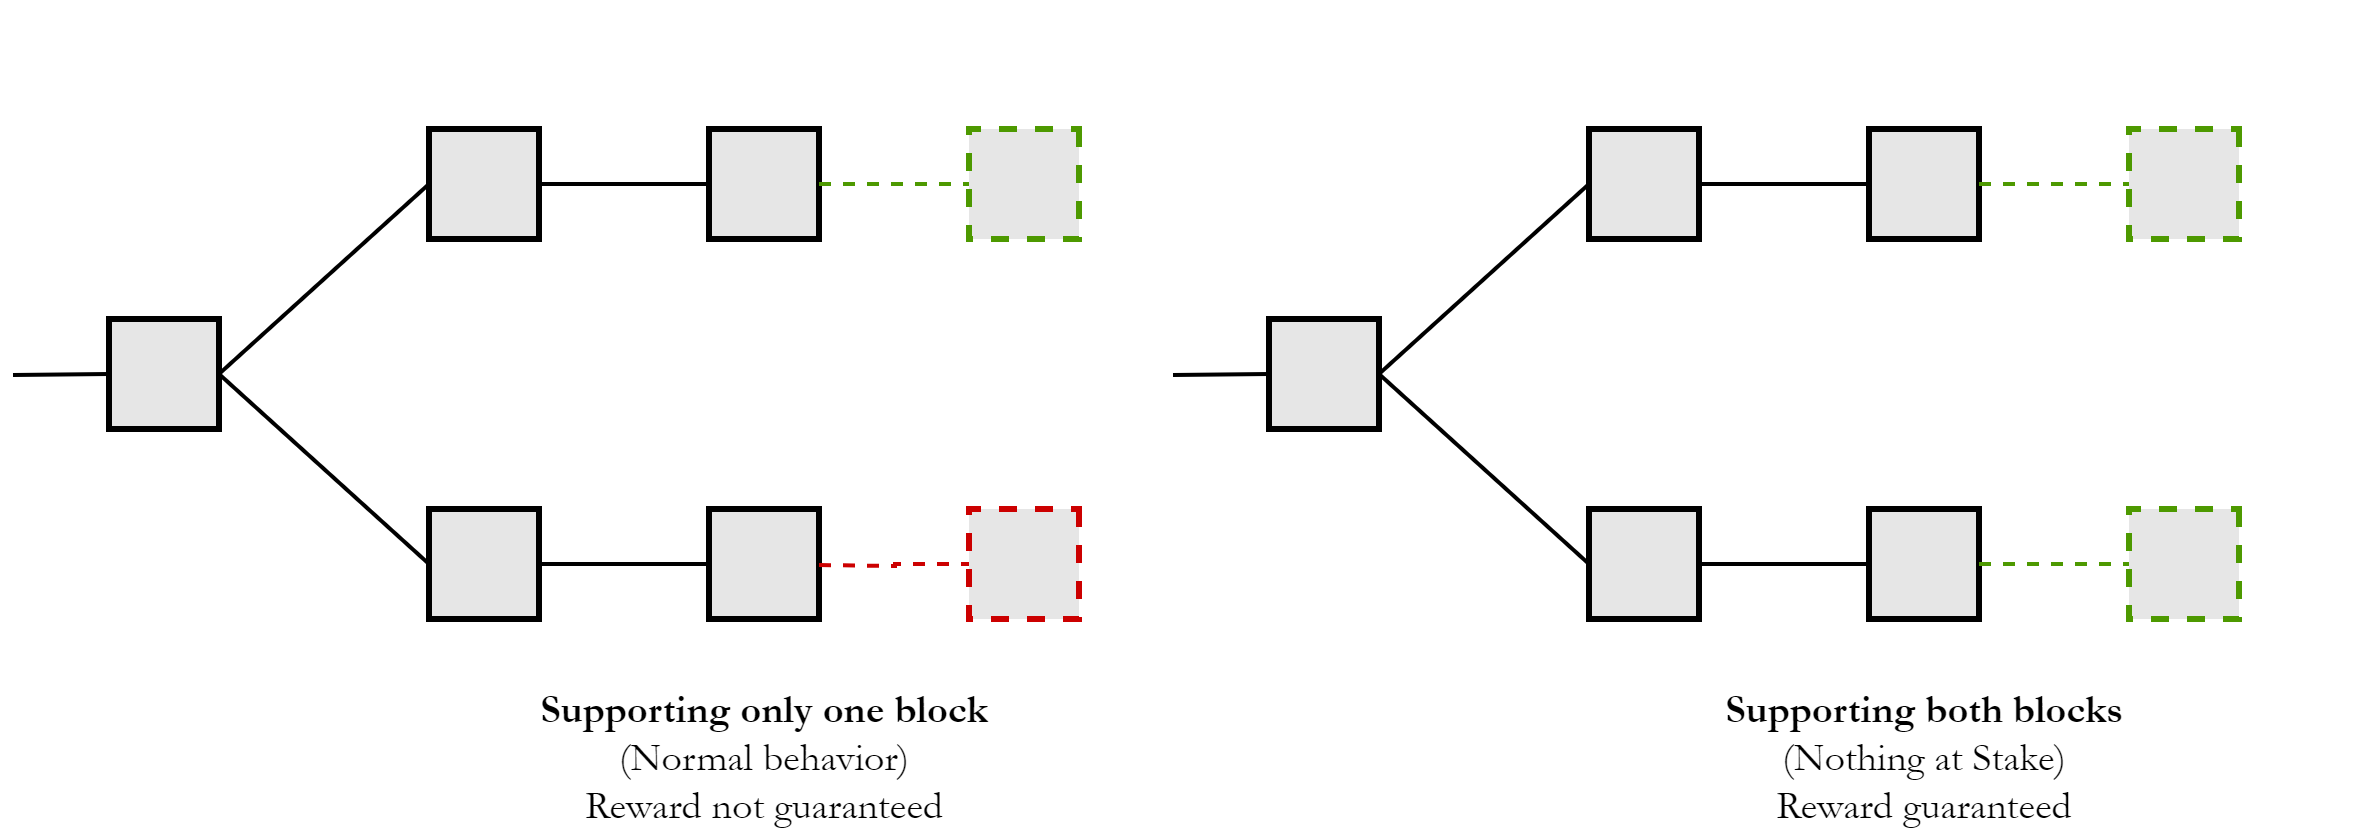 Supporting only one block
(Normal behavior)
Reward not guaranteed
Supporting both blocks
(Nothing at Stake)
Reward guaranteed